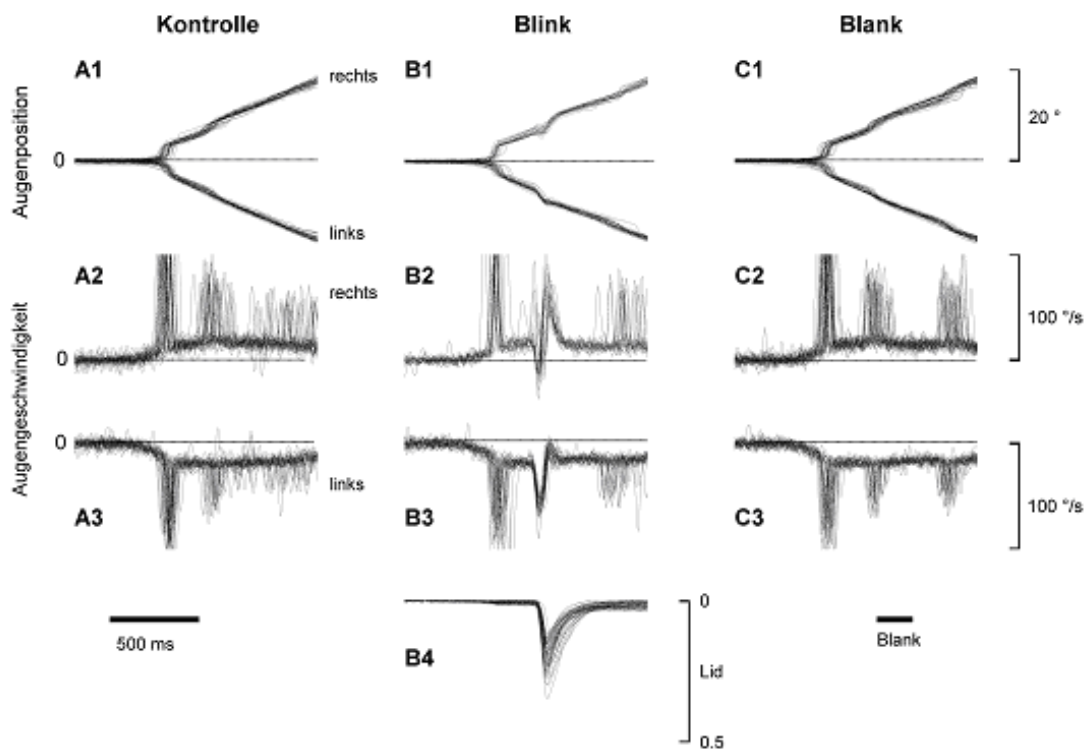 Kontrolle
Blink
Blank
A1
rechts
B1
C1
20 °
Augenposition
0
links
A2
rechts
B2
C2
100 °/s
Augengeschwindigkeit
0
0
links
A3
B3
C3
100 °/s
500 ms
B4
0
Lid
0.5
Blank